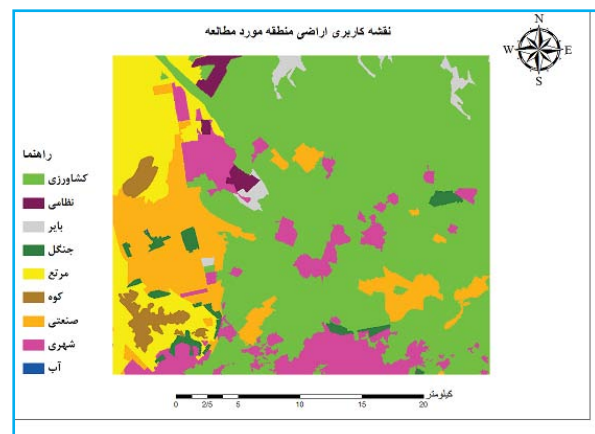 نقشه کاربری اراضی منطقه مورد مطالعه
N
W E
S
راهنما
کشاورزی
نظامی
بایر
جنگل
مرتع
کوه
صنعتی
شهری
آب
کیلومتر
0 2/5 5 10 15 20